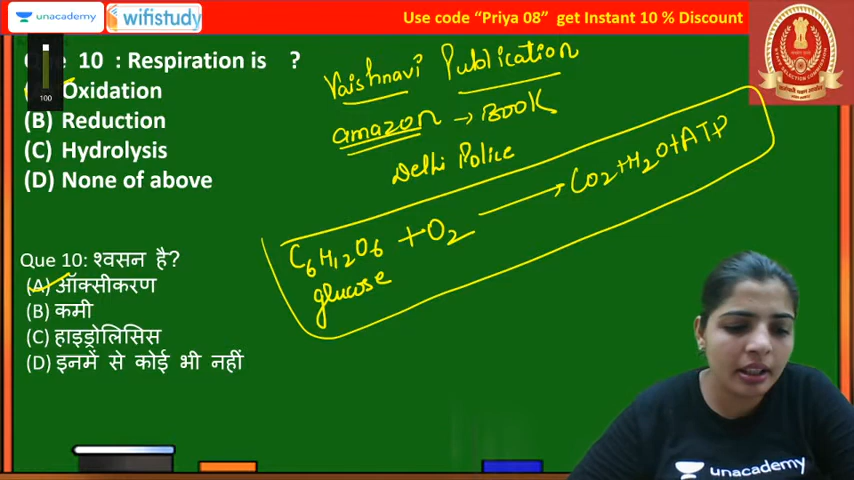 unacademy
wifistudy
Use code “Priya 08” get Instant 10 % Discount
Que 10 : Respiration is ?
(A) Oxidation
(B) Reduction
(C) Hydrolysis
(D) None of above
100
Vaishnavi Publication
amazon → BOOK
Delhi Police
C6H12O6 + O2 → CO2+H2O+ATP
glucose
Que 10: श्वसन है?
(A) ऑक्सीकरण
(B) कमी
(C) हाइड्रोलिसिस
(D) इनमें से कोई भी नहीं
unacademy